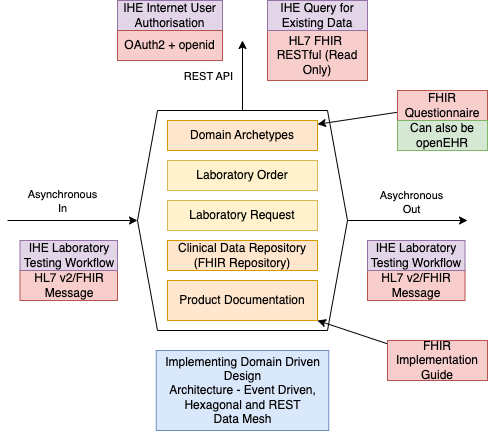 IHE Internet User
Authorisation
OAuth2 + openid
IHE Query for
Existing Data
HL7 FHIR
RESTful (Read
Only)
REST API
FHIR
Questionnaire
Can also be
openEHR
Domain Archetypes
Laboratory Order
Laboratory Request
Clinical Data Repository
(FHIR Repository)
Product Documentation
Asynchronous
In
Asychronous
Out
IHE Laboratory
Testing Workflow
HL7 v2/FHIR
Message
IHE Laboratory
Testing Workflow
HL7 v2/FHIR
Message
FHIR
Implementation
Guide
Implementing Domain Driven
Design
Architecture - Event Driven,
Hexagonal and REST
Data Mesh